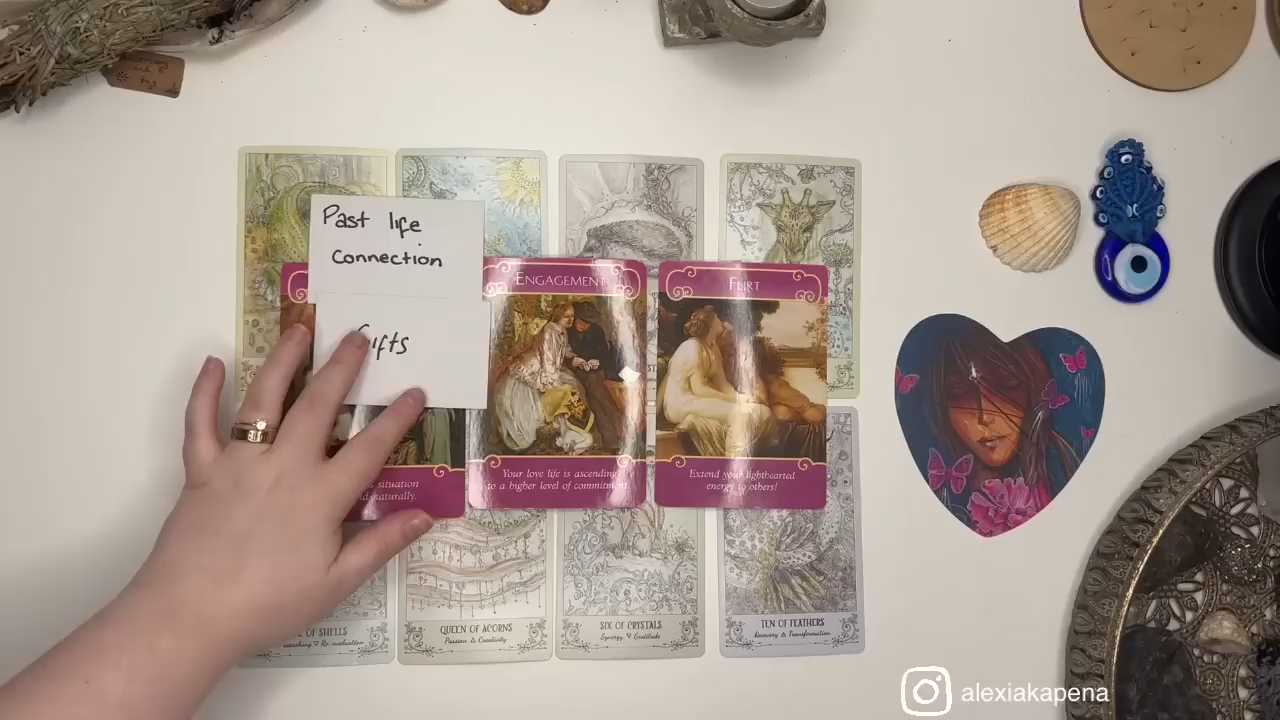 Past life
connection
Gifts
ENGAGEMENT
FLIRT
situation
naturally.
Your love life is ascending
to a higher level of commitment
Extend your lighthearted
energy to others!
OF SHELLS
QUEEN OF ACORNS
Passion & Creativity
SIX OF CRYSTALS
Synergy & Gratitude
TEN OF FEATHERS
Recovery & Transformation
alexiakapena